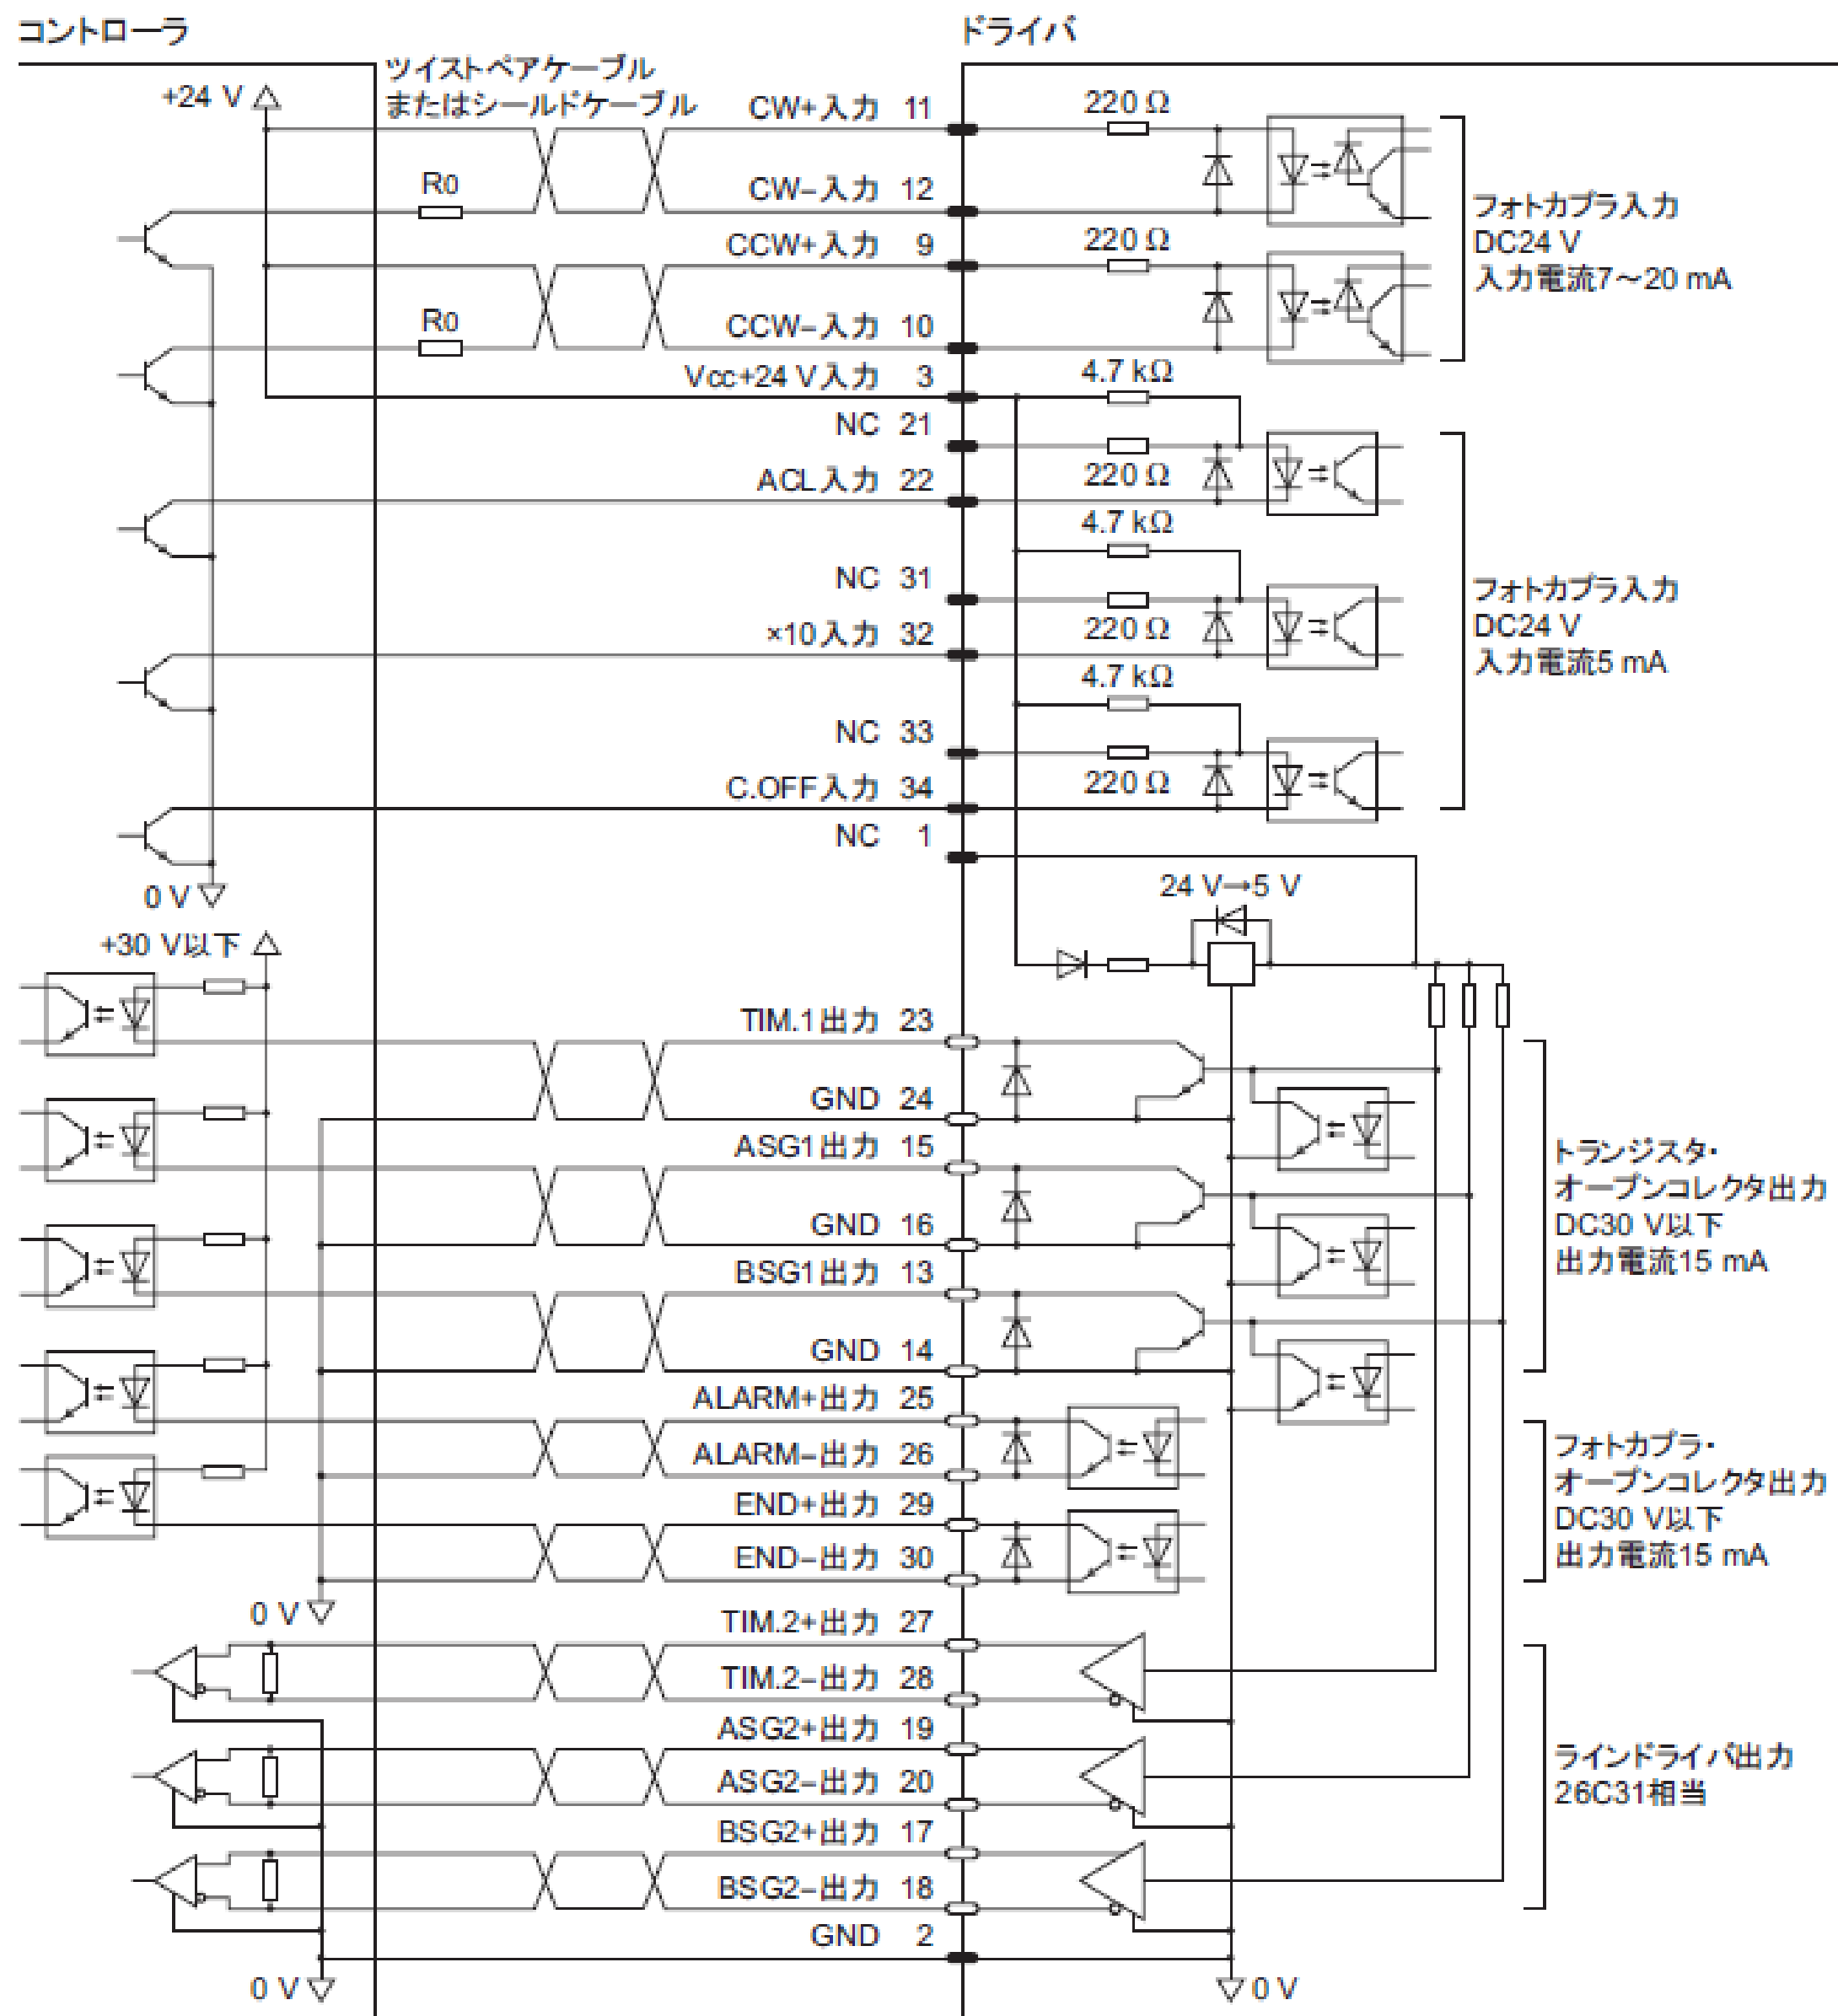 コントローラ
ドライバ
ツイストペアケーブル
またはシールドケーブル
+24 V
CW+入力 11
220 Ω
R0
CW−入力 12
フォトカプラ入力
DC24 V
入力電流7～20 mA
CCW+入力 9
220 Ω
R0
CCW−入力 10
Vcc+24 V入力 3
4.7 kΩ
NC 21
220 Ω
ACL入力 22
4.7 kΩ
NC 31
フォトカプラ入力
DC24 V
入力電流5 mA
220 Ω
×10入力 32
4.7 kΩ
NC 33
220 Ω
C.OFF入力 34
NC 1
0 V
24 V→5 V
+30 V以下
TIM.1出力 23
GND 24
ASG1出力 15
トランジスタ・
オープンコレクタ出力
DC30 V以下
出力電流15 mA
GND 16
BSG1出力 13
GND 14
ALARM+出力 25
ALARM−出力 26
フォトカプラ・
オープンコレクタ出力
DC30 V以下
出力電流15 mA
END+出力 29
END−出力 30
0 V
TIM.2+出力 27
TIM.2−出力 28
ASG2+出力 19
ASG2−出力 20
ラインドライバ出力
26C31相当
BSG2+出力 17
BSG2−出力 18
GND 2
0 V
0 V